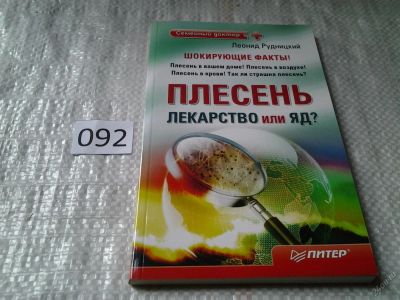 Семейный доктор
Леонид Рудницкий
ШОКИРУЮЩИЕ ФАКТЫ!
Плесень в вашем доме! Плесень в воздухе!
Плесень в крови! Так ли страшна плесень?
ПЛЕСЕНЬ
ЛЕКАРСТВО ИЛИ ЯД?
092
ПИТЕР